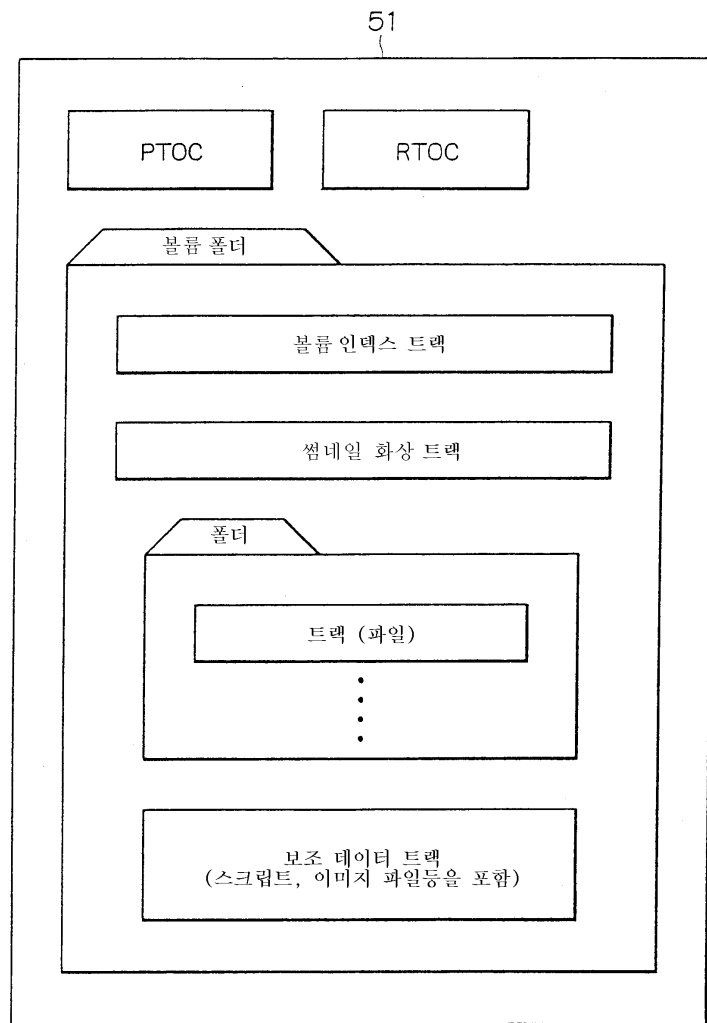 51
PTOC
RTOC
볼륨 폴더
볼륨 인덱스 트랙
썸네일 화상 트랙
폴더
트랙 (파일)
보조 데이터 트랙
(스크립트, 이미지 파일등을 포함)